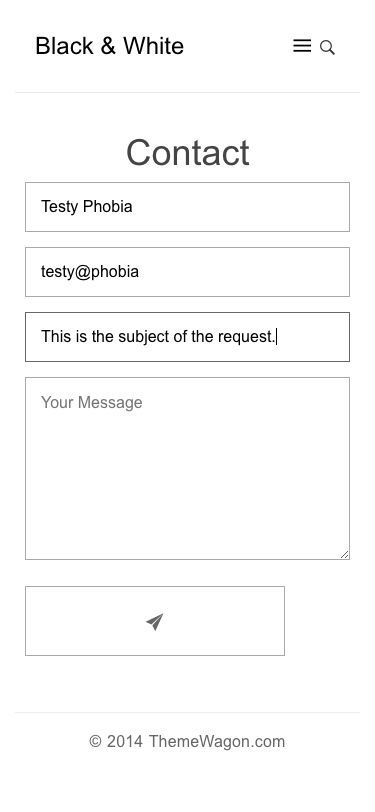 Black & White
Contact
Testy Phobia
testy@phobia
This is the subject of the request.
Your Message
© 2014 ThemeWagon.com